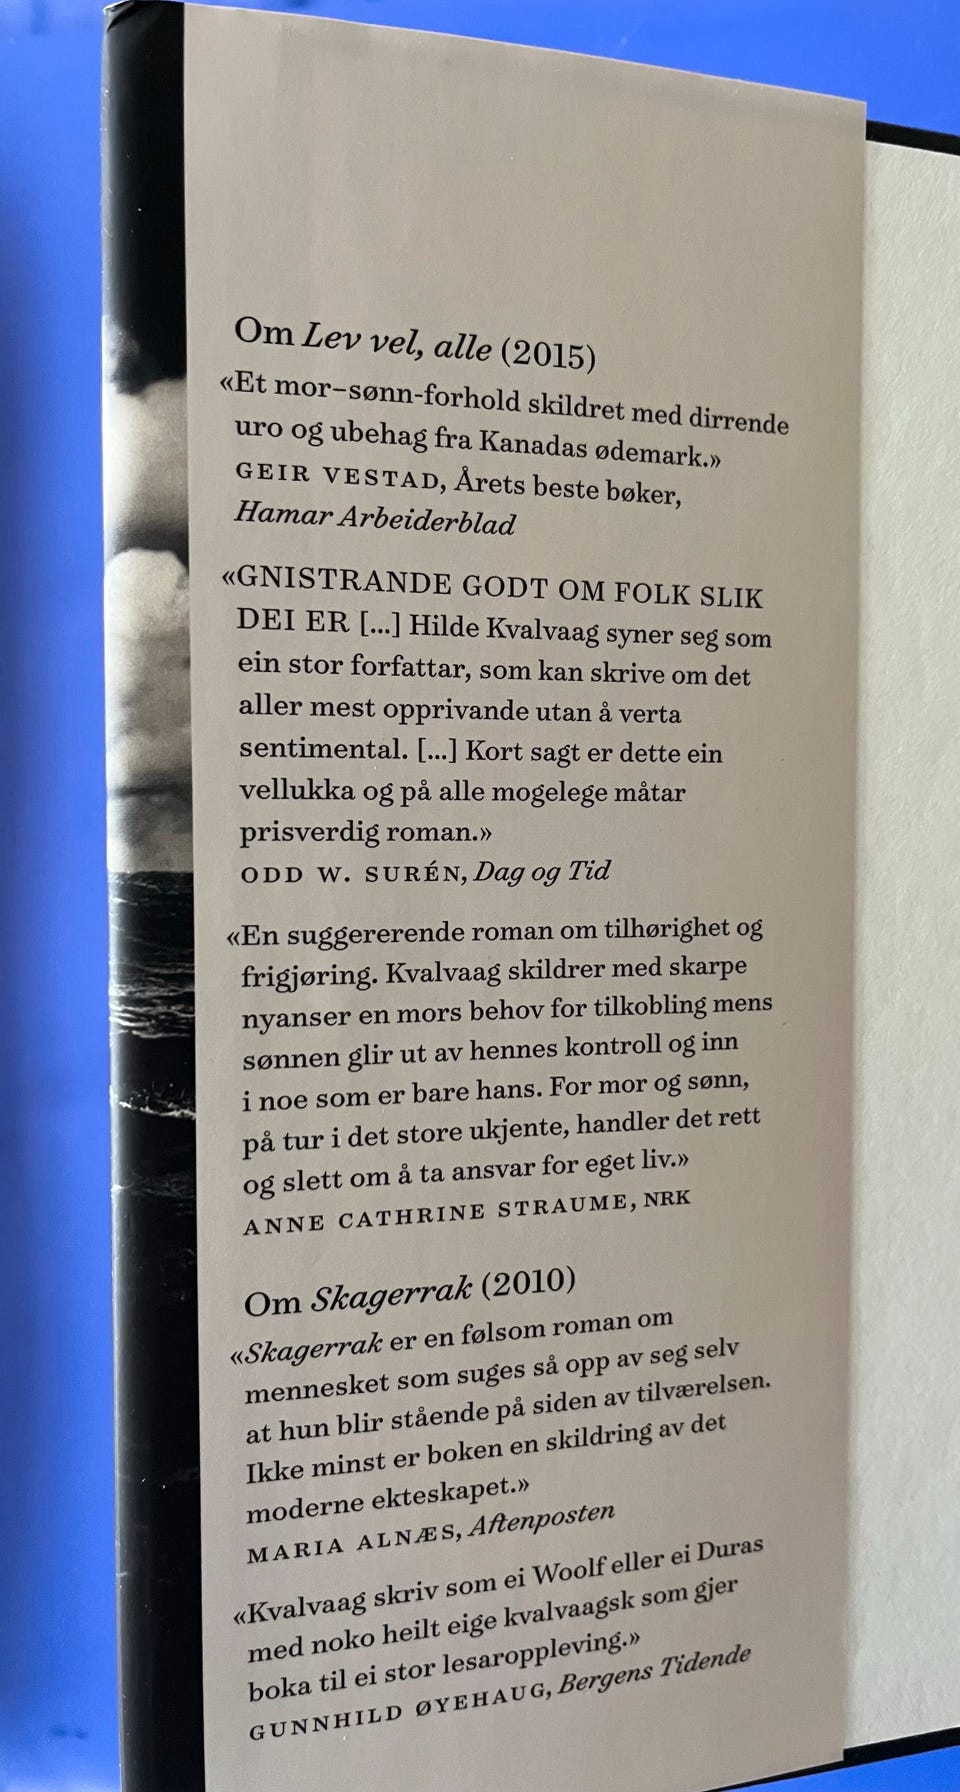 Om Lev vel, alle (2015)
«Et mor–sønn-forhold skildret med dirrende
uro og ubehag fra Kanadas ødemark.»
GEIR VESTAD, Årets beste bøker,
Hamar Arbeiderblad
«GNISTRANDE GODT OM FOLK SLIK
DEI ER [...] Hilde Kvalvaag syner seg som
ein stor forfattar, som kan skrive om det
aller mest opprivande utan å verta
sentimental. [...] Kort sagt er dette ein
vellukka og på alle mogelege måtar
prisverdig roman.»
ODD W. SURÉN, Dag og Tid
«En suggererende roman om tilhørighet og
frigjøring. Kvalvaag skildrer med skarpe
nyanser en mors behov for tilkobling mens
sønnen glir ut av hennes kontroll og inn
i noe som er bare hans. For mor og sønn,
på tur i det store ukjente, handler det rett
og slett om å ta ansvar for eget liv.»
ANNE CATHRINE STRAUME, NRK
Om Skagerrak (2010)
«Skagerrak er en følsom roman om
mennesket som suges så opp av seg selv
at hun blir stående på siden av tilværelsen.
Ikke minst er boken en skildring av det
moderne ekteskapet.»
MARIA ALNÆS, Aftenposten
«Kvalvaag skriv som ei Woolf eller ei Duras
med noko heilt eige kvalvaagsk som gjer
boka til ei stor lesaroppleving.»
GUNNHILD ØYEHAUG, Bergens Tidende